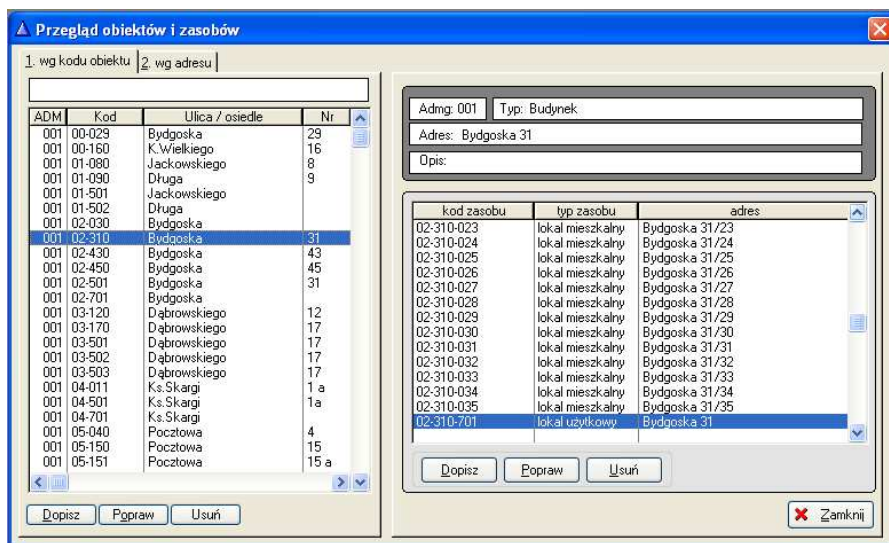 Przegląd obiektów i zasobów
1. wg kodu obiektu 2. wg adresu
ADM Kod Ulica / osiedle Nr
001 00-029 Bydgoska 29
001 00-160 K.Wielkiego 16
001 01-080 Jackowskiego 8
001 01-090 Długa 9
001 01-501 Jackowskiego
001 01-502 Długa
001 02-030 Bydgoska
001 02-310 Bydgoska 31
001 02-430 Bydgoska 43
001 02-450 Bydgoska 45
001 02-501 Bydgoska 31
001 02-701 Bydgoska
001 03-120 Dąbrowskiego 12
001 03-170 Dąbrowskiego 17
001 03-501 Dąbrowskiego 17
001 03-502 Dąbrowskiego 17
001 03-503 Dąbrowskiego 17
001 04-011 Ks.Skargi 1 a
001 04-501 Ks.Skargi 1a
001 04-701 Ks.Skargi
001 05-040 Pocztowa 4
001 05-150 Pocztowa 15
001 05-151 Pocztowa 15 a
Dopisz Popraw Usuń
Admg: 001 Typ: Budynek
Adres: Bydgoska 31
Opis:
kod zasobu typ zasobu adres
02-310-023 lokal mieszkalny Bydgoska 31/23
02-310-024 lokal mieszkalny Bydgoska 31/24
02-310-025 lokal mieszkalny Bydgoska 31/25
02-310-026 lokal mieszkalny Bydgoska 31/26
02-310-027 lokal mieszkalny Bydgoska 31/27
02-310-028 lokal mieszkalny Bydgoska 31/28
02-310-029 lokal mieszkalny Bydgoska 31/29
02-310-030 lokal mieszkalny Bydgoska 31/30
02-310-031 lokal mieszkalny Bydgoska 31/31
02-310-032 lokal mieszkalny Bydgoska 31/32
02-310-033 lokal mieszkalny Bydgoska 31/33
02-310-034 lokal mieszkalny Bydgoska 31/34
02-310-035 lokal mieszkalny Bydgoska 31/35
02-310-701 lokal użytkowy Bydgoska 31
Dopisz Popraw Usuń
Zamknij